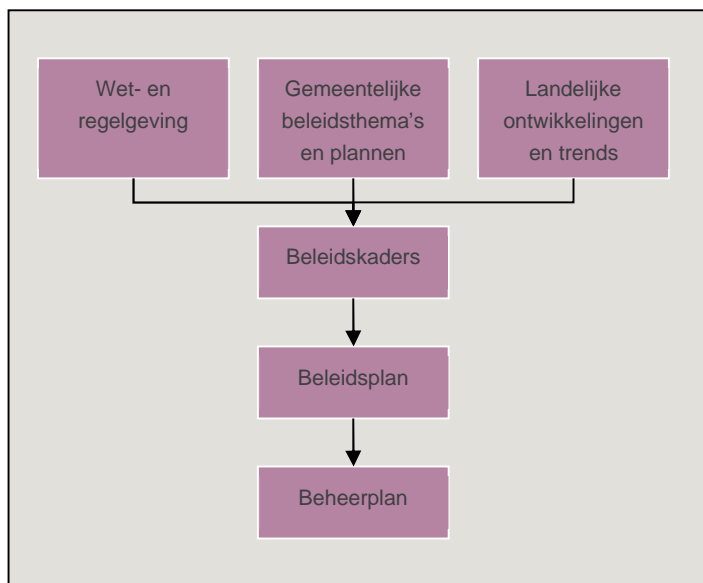 Wet- en
regelgeving
Gemeentelijke
beleidsthema's
en plannen
Landelijke
ontwikkelingen
en trends
Beleidskaders
Beleidsplan
Beheerplan